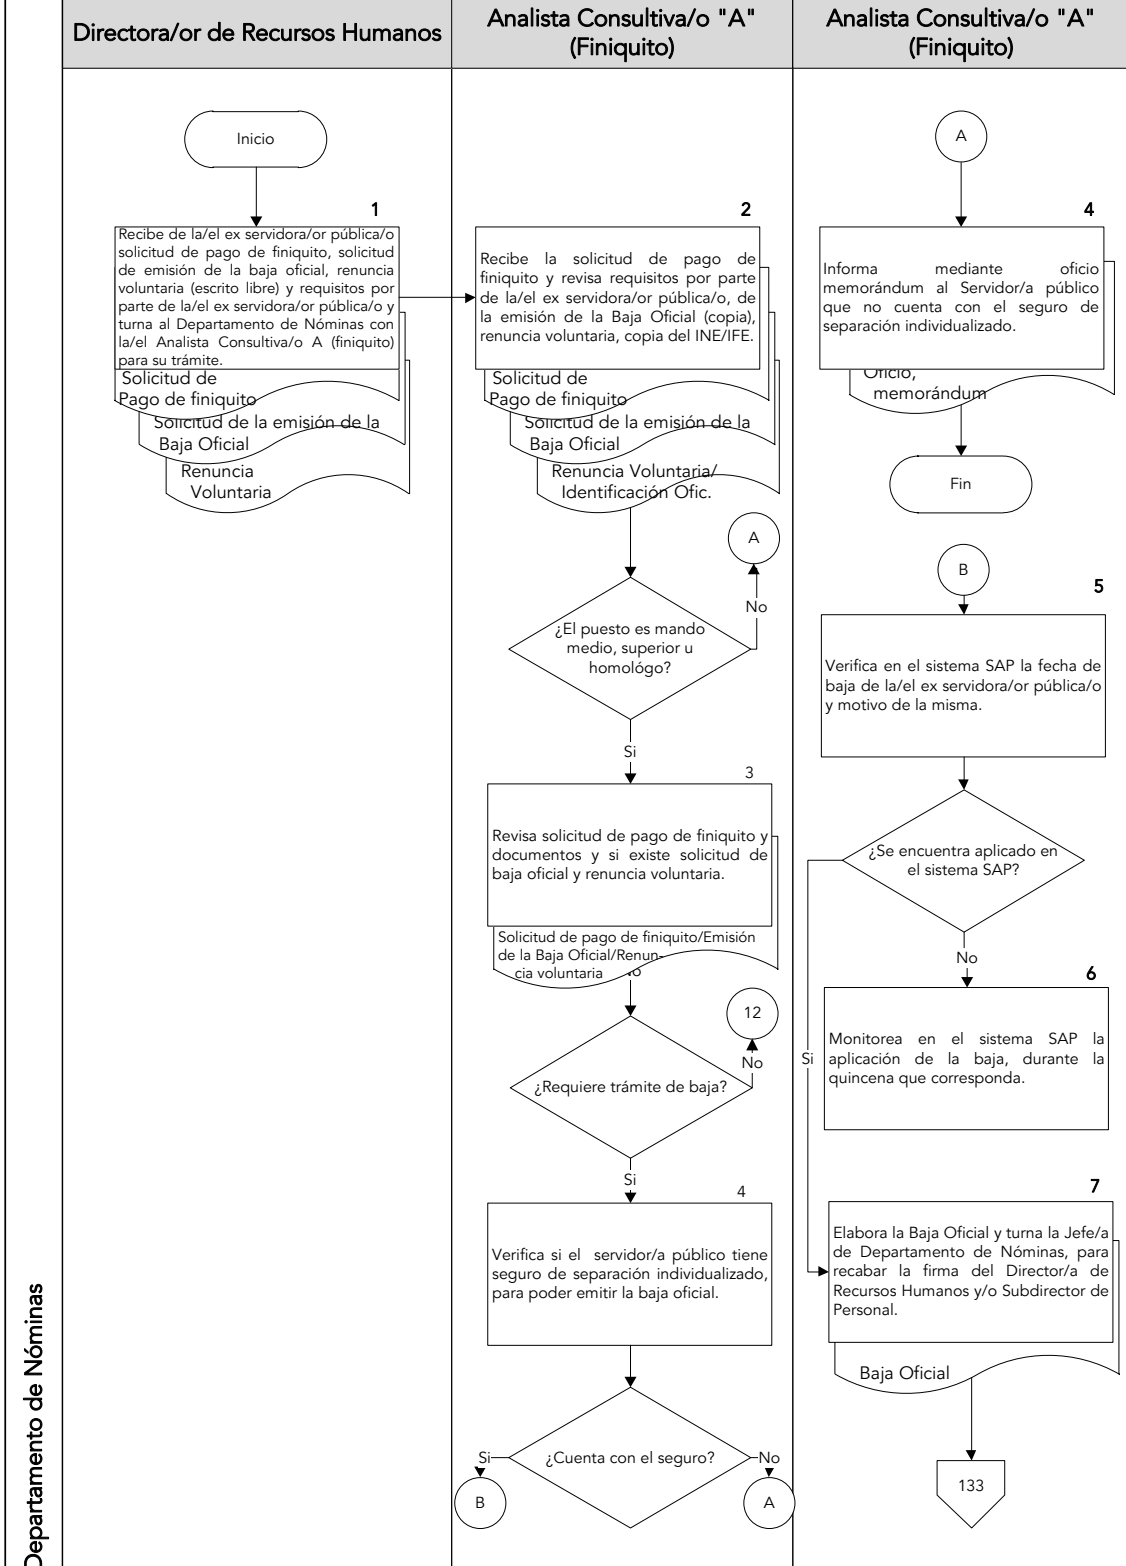 Directora/or de Recursos Humanos
Analista Consultiva/o "A"
(Finiquito)
Analista Consultiva/o "A"
(Finiquito)
Departamento de Nóminas
Inicio
1
Recibe de la/el ex servidora/or pública/o
solicitud de pago de finiquito, solicitud
de emisión de la baja oficial, renuncia
voluntaria (escrito libre) y requisitos por
parte de la/el ex servidora/or pública/o y
turna al Departamento de Nóminas con
la/el Analista Consultiva/o A (finiquito)
para su trámite.
Solicitud de
Pago de finiquito
Solicitud de la emisión de la
Baja Oficial
Renuncia
Voluntaria
2
Recibe la solicitud de pago de
finiquito y revisa requisitos por parte
de la/el ex servidora/or pública/o, de
la emisión de la Baja Oficial (copia),
renuncia voluntaria, copia del INE/IFE.
Solicitud de
Pago de finiquito
Solicitud de la emisión de la
Baja Oficial
Renuncia Voluntaria/
Identificación Ofic.
A
No
¿El puesto es mando
medio, superior u
homológo?
Si
3
Revisa solicitud de pago de finiquito y
documentos y si existe solicitud de
baja oficial y renuncia voluntaria.
Solicitud de pago de finiquito/Emisión
de la Baja Oficial/Renun-
cia voluntaria
12
No
¿Requiere trámite de baja?
Si
4
Verifica si el servidor/a público tiene
seguro de separación individualizado,
para poder emitir la baja oficial.
¿Cuenta con el seguro?
Si
No
B
A
A
4
Informa mediante oficio
memorándum al Servidor/a público
que no cuenta con el seguro de
separación individualizado.
Oficio,
memorándum
Fin
B
5
Verifica en el sistema SAP la fecha de
baja de la/el ex servidora/or pública/o
y motivo de la misma.
¿Se encuentra aplicado en
el sistema SAP?
No
Si
6
Monitorea en el sistema SAP la
aplicación de la baja, durante la
quincena que corresponda.
7
Elabora la Baja Oficial y turna la Jefe/a
de Departamento de Nóminas, para
recabar la firma del Director/a de
Recursos Humanos y/o Subdirector de
Personal.
Baja Oficial
133